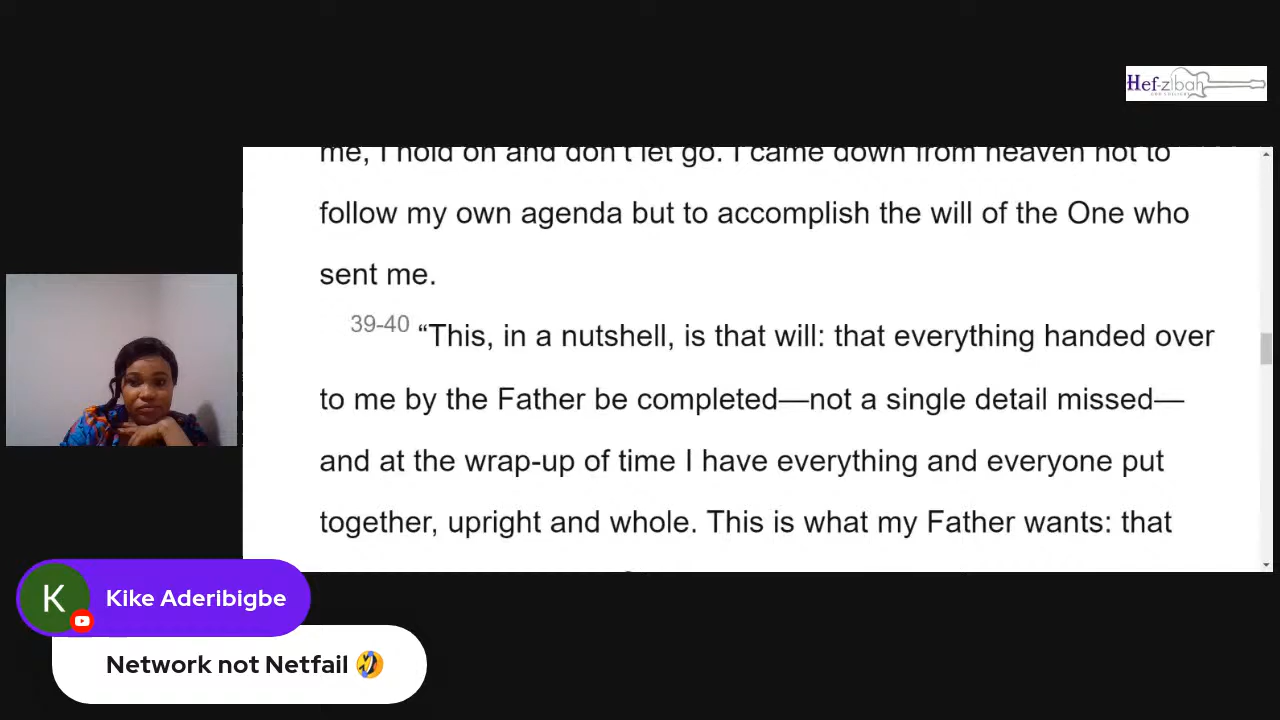 Hef-zibah
me, I hold on and don't let go. I came down from heaven not to
follow my own agenda but to accomplish the will of the One who
sent me.
39-40 “This, in a nutshell, is that will: that everything handed over
to me by the Father be completed—not a single detail missed—
and at the wrap-up of time I have everything and everyone put
together, upright and whole. This is what my Father wants: that
K
Kike Aderibigbe
Network not Netfail 🤣